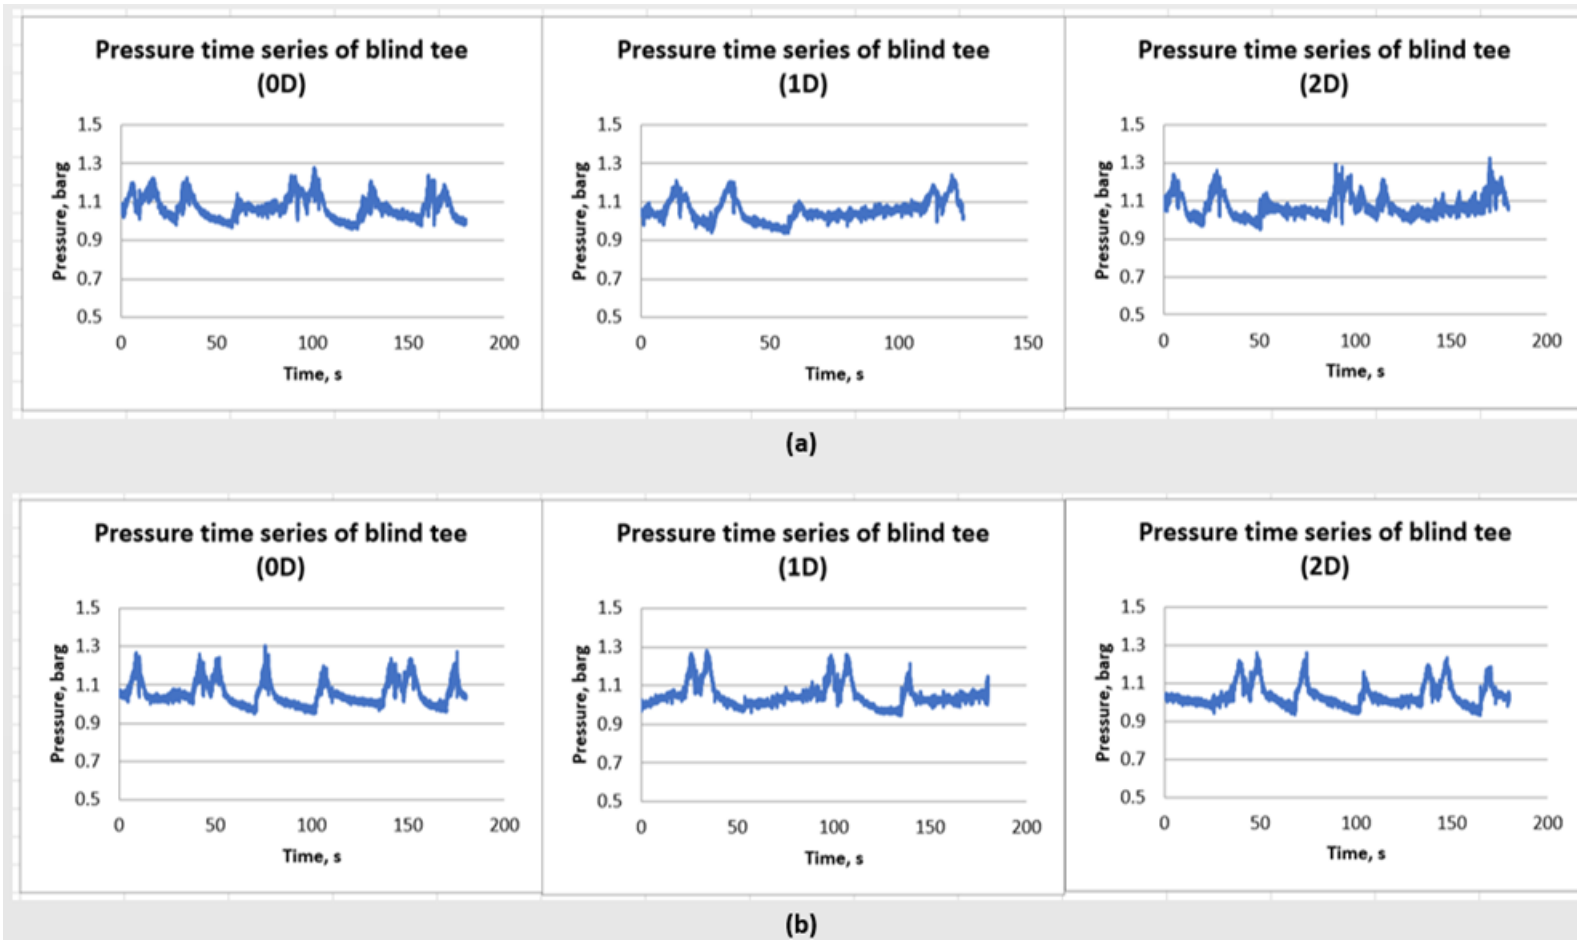 Pressure time series of blind tee
(0D)
1.5
1.3
1.1
0.9
0.7
0.5
Pressure, barg
0 50 100 150 200
Time, s
Pressure time series of blind tee
(1D)
1.5
1.3
1.1
0.9
0.7
0.5
Pressure, barg
0 50 100 150
Time, s
Pressure time series of blind tee
(2D)
1.5
1.3
1.1
0.9
0.7
0.5
Pressure, barg
0 50 100 150 200
Time, s
(a)
Pressure time series of blind tee
(0D)
1.5
1.3
1.1
0.9
0.7
0.5
Pressure, barg
0 50 100 150 200
Time, s
Pressure time series of blind tee
(1D)
1.5
1.3
1.1
0.9
0.7
0.5
Pressure, barg
0 50 100 150 200
Time, s
Pressure time series of blind tee
(2D)
1.5
1.3
1.1
0.9
0.7
0.5
Pressure, barg
0 50 100 150 200
Time, s
(b)